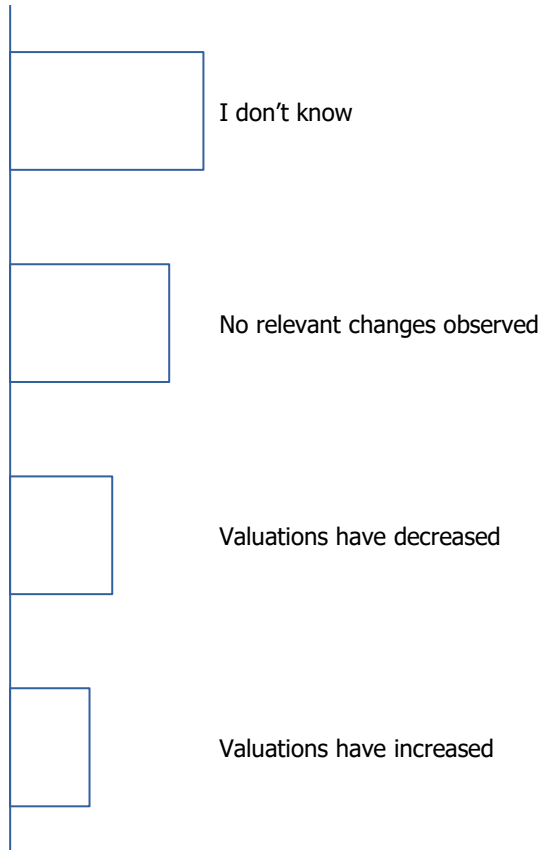 I don’t know
No relevant changes observed
Valuations have decreased
Valuations have increased